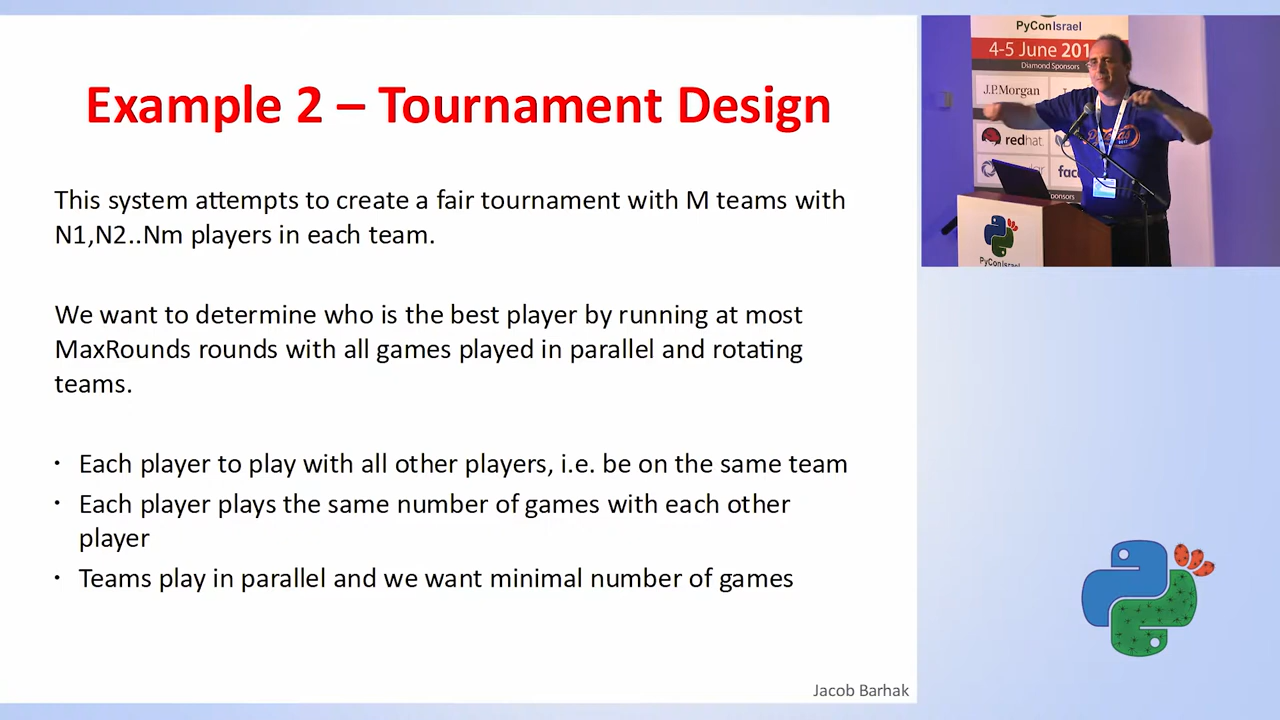 Example 2 – Tournament Design
This system attempts to create a fair tournament with M teams with
N1,N2..Nm players in each team.
We want to determine who is the best player by running at most
MaxRounds rounds with all games played in parallel and rotating
teams.
• Each player to play with all other players, i.e. be on the same team
• Each player plays the same number of games with each other
player
• Teams play in parallel and we want minimal number of games
Jacob Barhak
PyConIsrael
4-5 June 201
Diamond Sponsors
J.P.Morgan
redhat.
PyConIsrael